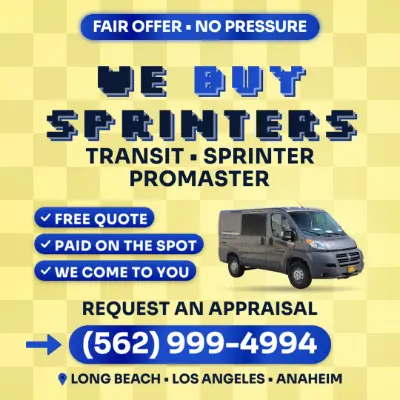 FAIR OFFER • NO PRESSURE
WE BUY
SPRINTERS
TRANSIT • SPRINTER
PROMASTER
FREE QUOTE
PAID ON THE SPOT
WE COME TO YOU
REQUEST AN APPRAISAL
(562) 999-4994
LONG BEACH • LOS ANGELES • ANAHEIM